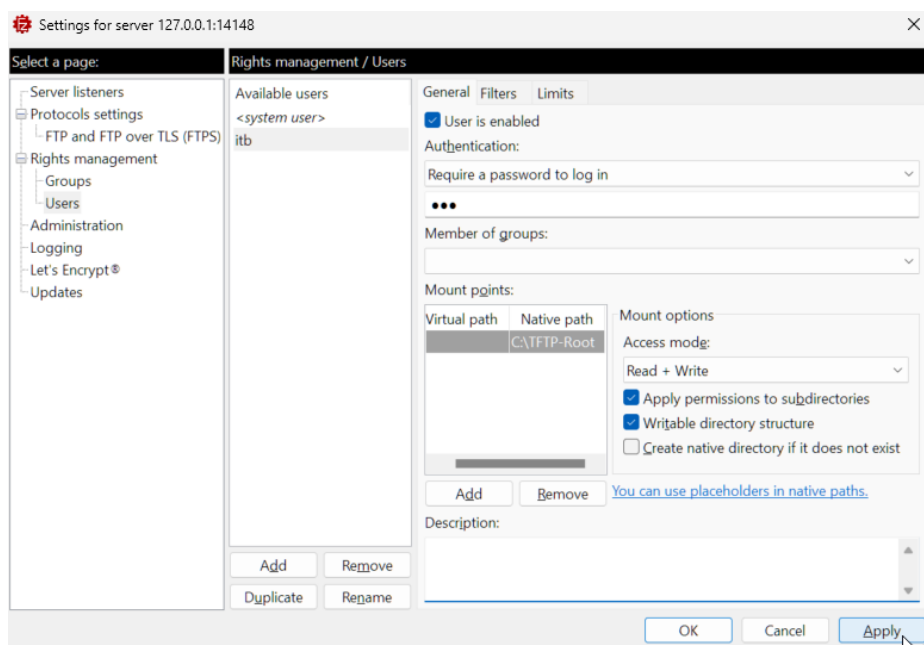 Settings for server 127.0.0.1:14148
Select a page:
Server listeners
Protocols settings
FTP and FTP over TLS (FTPS)
Rights management
Groups
Users
Administration
Logging
Let's Encrypt®
Updates
Rights management / Users
Available users
<system user>
itb
Add Remove
Duplicate Rename
General Filters Limits
User is enabled
Authentication:
Require a password to log in
•••
Member of groups:
Mount points:
Virtual path Native path
C:\TFTP-Root
Add Remove
Mount options
Access mode:
Read + Write
Apply permissions to subdirectories
Writable directory structure
Create native directory if it does not exist
You can use placeholders in native paths.
Description:
OK Cancel Apply